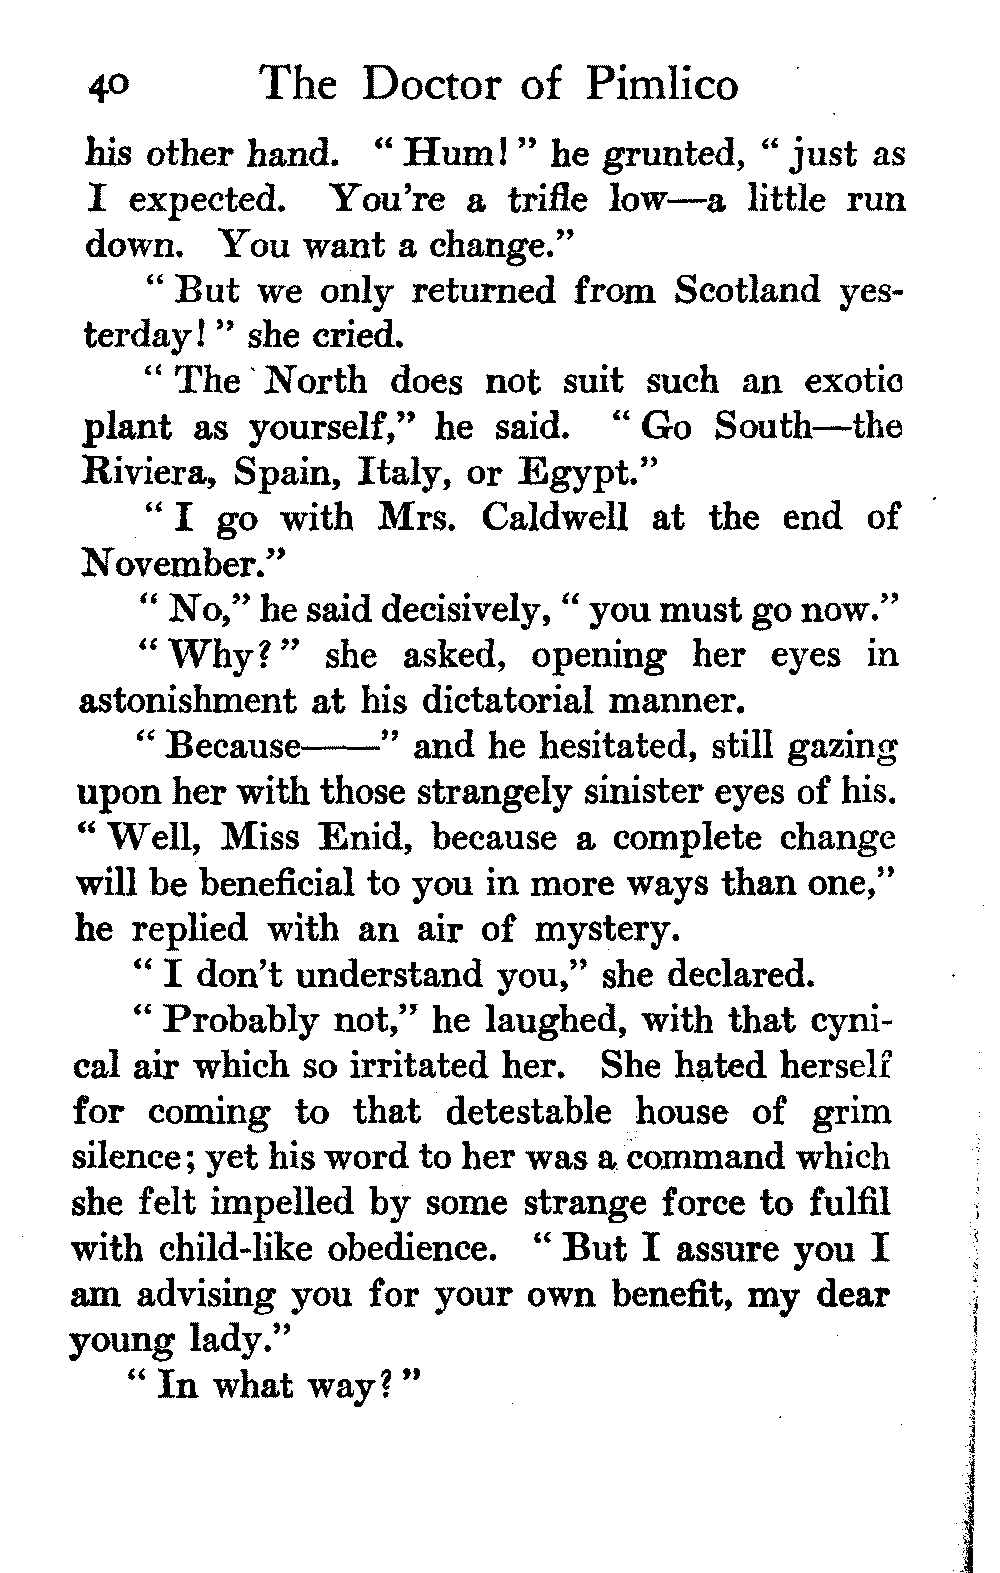 40 The Doctor of Pimlico
his other hand. “ Hum! ” he grunted, “ just as
I expected. You're a trifle low—a little run
down. You want a change.”
“ But we only returned from Scotland yes-
terday! ” she cried.
“ The North does not suit such an exotic
plant as yourself,” he said. “ Go South—the
Riviera, Spain, Italy, or Egypt.”
“ I go with Mrs. Caldwell at the end of
November.”
“ No,” he said decisively, “ you must go now.”
“ Why? ” she asked, opening her eyes in
astonishment at his dictatorial manner.
“ Because——” and he hesitated, still gazing
upon her with those strangely sinister eyes of his.
“ Well, Miss Enid, because a complete change
will be beneficial to you in more ways than one,”
he replied with an air of mystery.
“ I don't understand you,” she declared.
“ Probably not,” he laughed, with that cyni-
cal air which so irritated her. She hated herself
for coming to that detestable house of grim
silence; yet his word to her was a command which
she felt impelled by some strange force to fulfil
with child-like obedience. “ But I assure you I
am advising you for your own benefit, my dear
young lady.”
“ In what way? ”